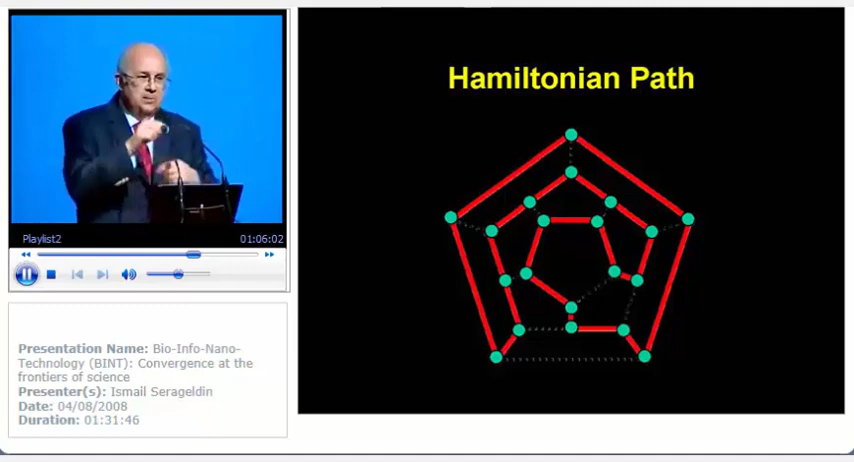 Hamiltonian Path
Playlist2 01:06:02
Presentation Name: Bio-Info-Nano-
Technology (BINT): Convergence at the
frontiers of science
Presenter(s): Ismail Serageldin
Date: 04/08/2008
Duration: 01:31:46